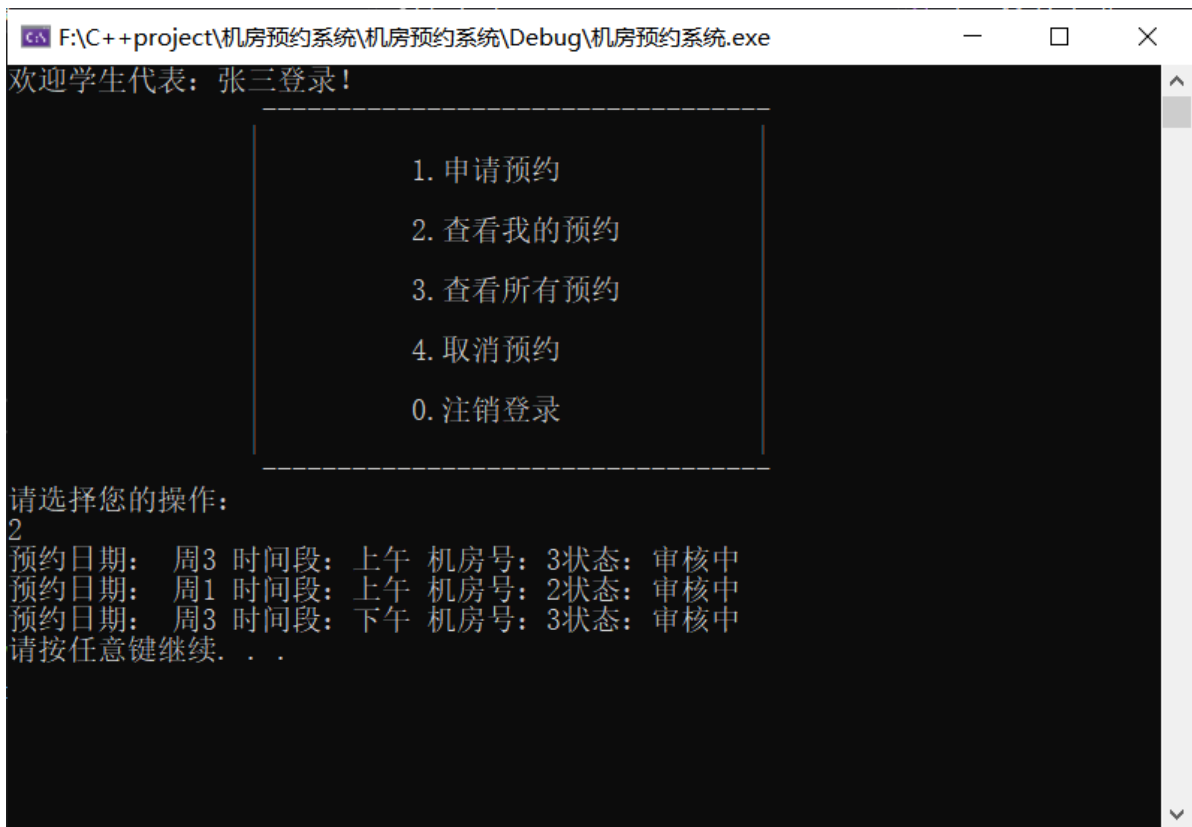 F:\C++project\机房预约系统\机房预约系统\Debug\机房预约系统.exe
欢迎学生代表：张三登录！
----------------------------------
1.申请预约
2.查看我的预约
3.查看所有预约
4.取消预约
0.注销登录
----------------------------------
请选择您的操作：
2
预约日期： 周3 时间段：上午 机房号：3状态：审核中
预约日期： 周1 时间段：上午 机房号：2状态：审核中
预约日期： 周3 时间段：下午 机房号：3状态：审核中
请按任意键继续. . .